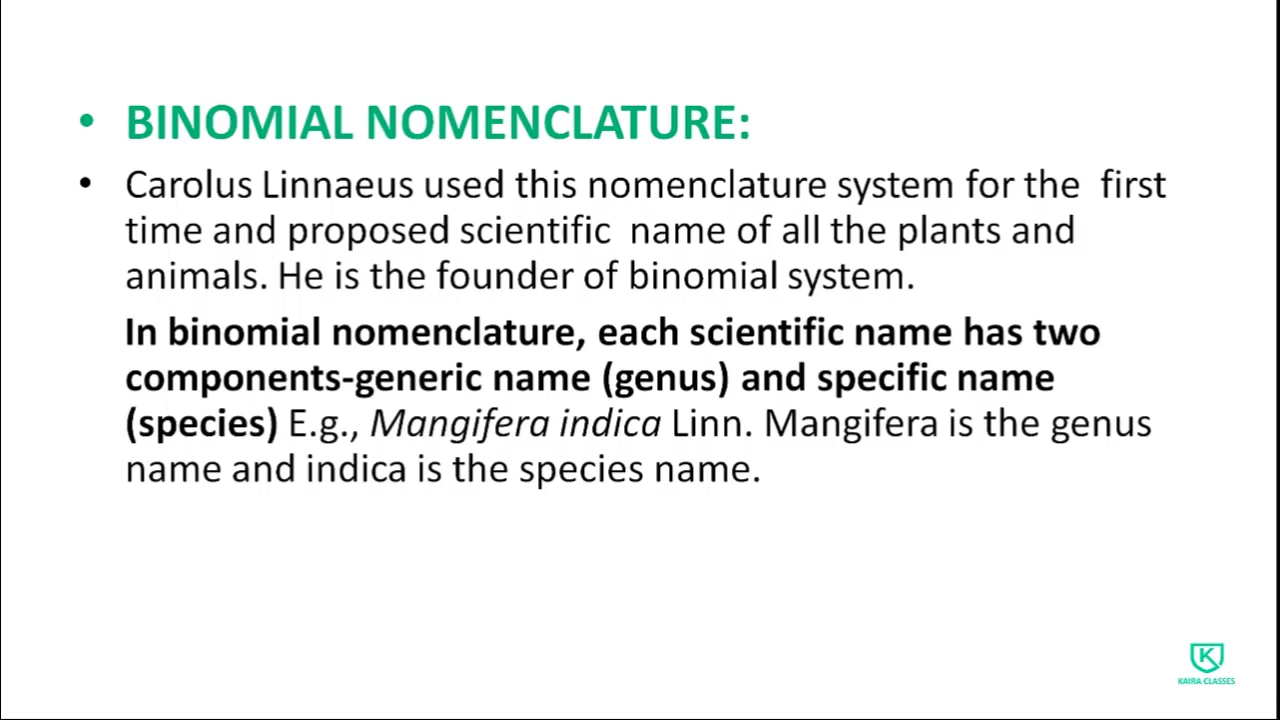 • BINOMIAL NOMENCLATURE:
• Carolus Linnaeus used this nomenclature system for the first
time and proposed scientific name of all the plants and
animals. He is the founder of binomial system.
In binomial nomenclature, each scientific name has two
components-generic name (genus) and specific name
(species) E.g., Mangifera indica Linn. Mangifera is the genus
name and indica is the species name.
K
KAIRA CLASSES